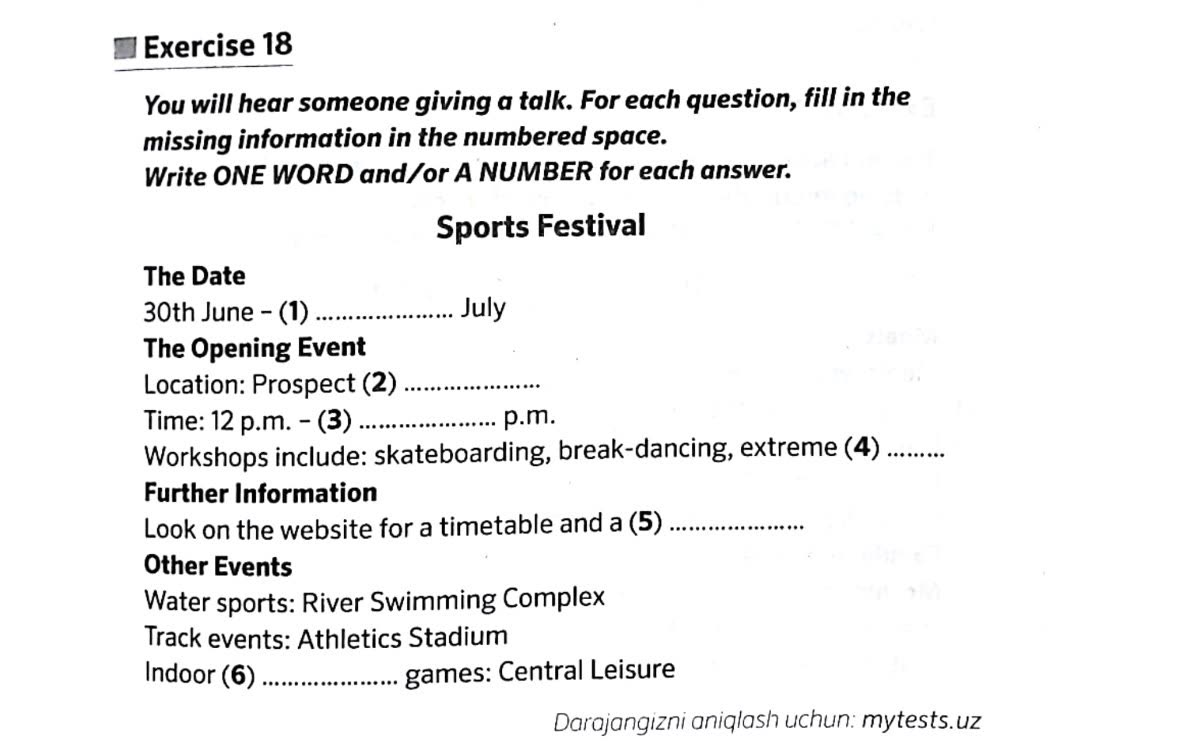 Exercise 18
You will hear someone giving a talk. For each question, fill in the
missing information in the numbered space.
Write ONE WORD and/or A NUMBER for each answer.
Sports Festival
The Date
30th June – (1) ..................... July
The Opening Event
Location: Prospect (2) .....................
Time: 12 p.m. – (3) ..................... p.m.
Workshops include: skateboarding, break-dancing, extreme (4) .........
Further Information
Look on the website for a timetable and a (5) .....................
Other Events
Water sports: River Swimming Complex
Track events: Athletics Stadium
Indoor (6) ..................... games: Central Leisure
Darajangizni aniqlash uchun: mytests.uz